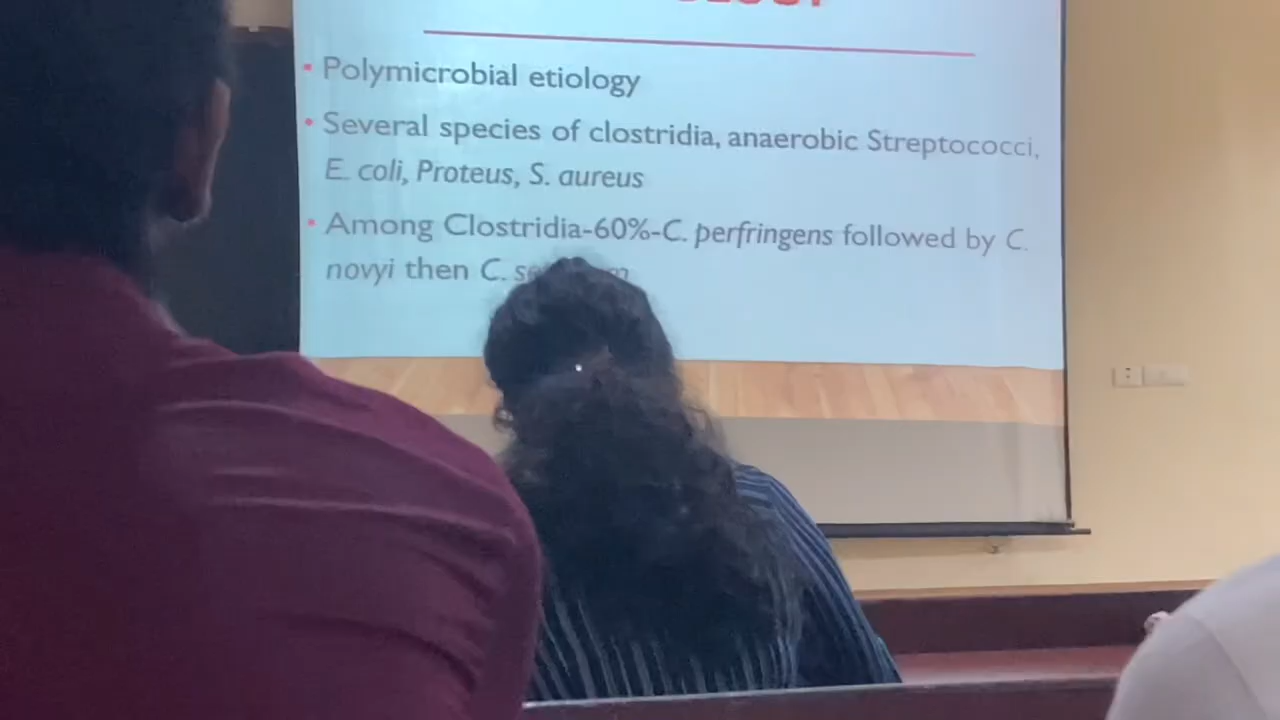 • Polymicrobial etiology
• Several species of clostridia, anaerobic Streptococci,
E. coli, Proteus, S. aureus
• Among Clostridia-60%-C. perfringens followed by C.
novyi then C.